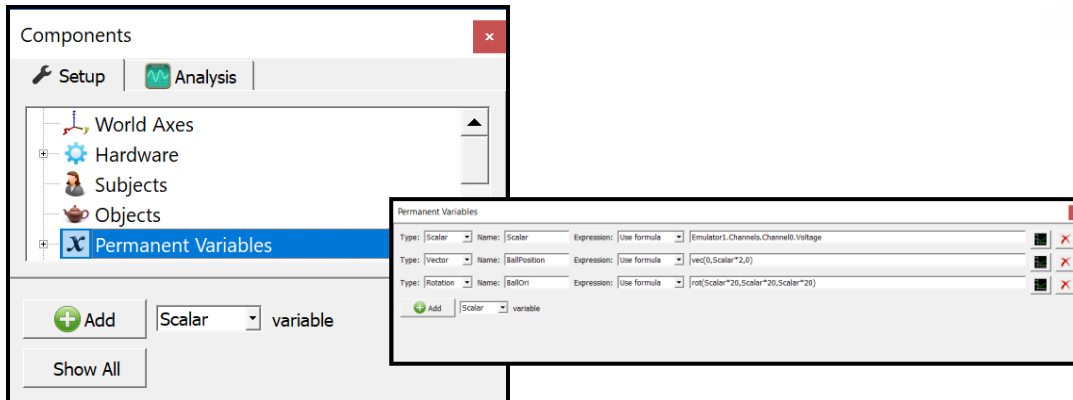 Components
x
Setup
Analysis
World Axes
Hardware
Subjects
Objects
x Permanent Variables
Add Scalar variable
Show All
Permanent Variables
Type: Scalar Name: Scalar Expression: Use formula Emulator1.Channels.Channel0.Voltage
Type: Vector Name: BallPosition Expression: Use formula vec(0,Scalar*2,0)
Type: Rotation Name: BallOri Expression: Use formula rot(Scalar*20,Scalar*20,Scalar*20)
Add Scalar variable